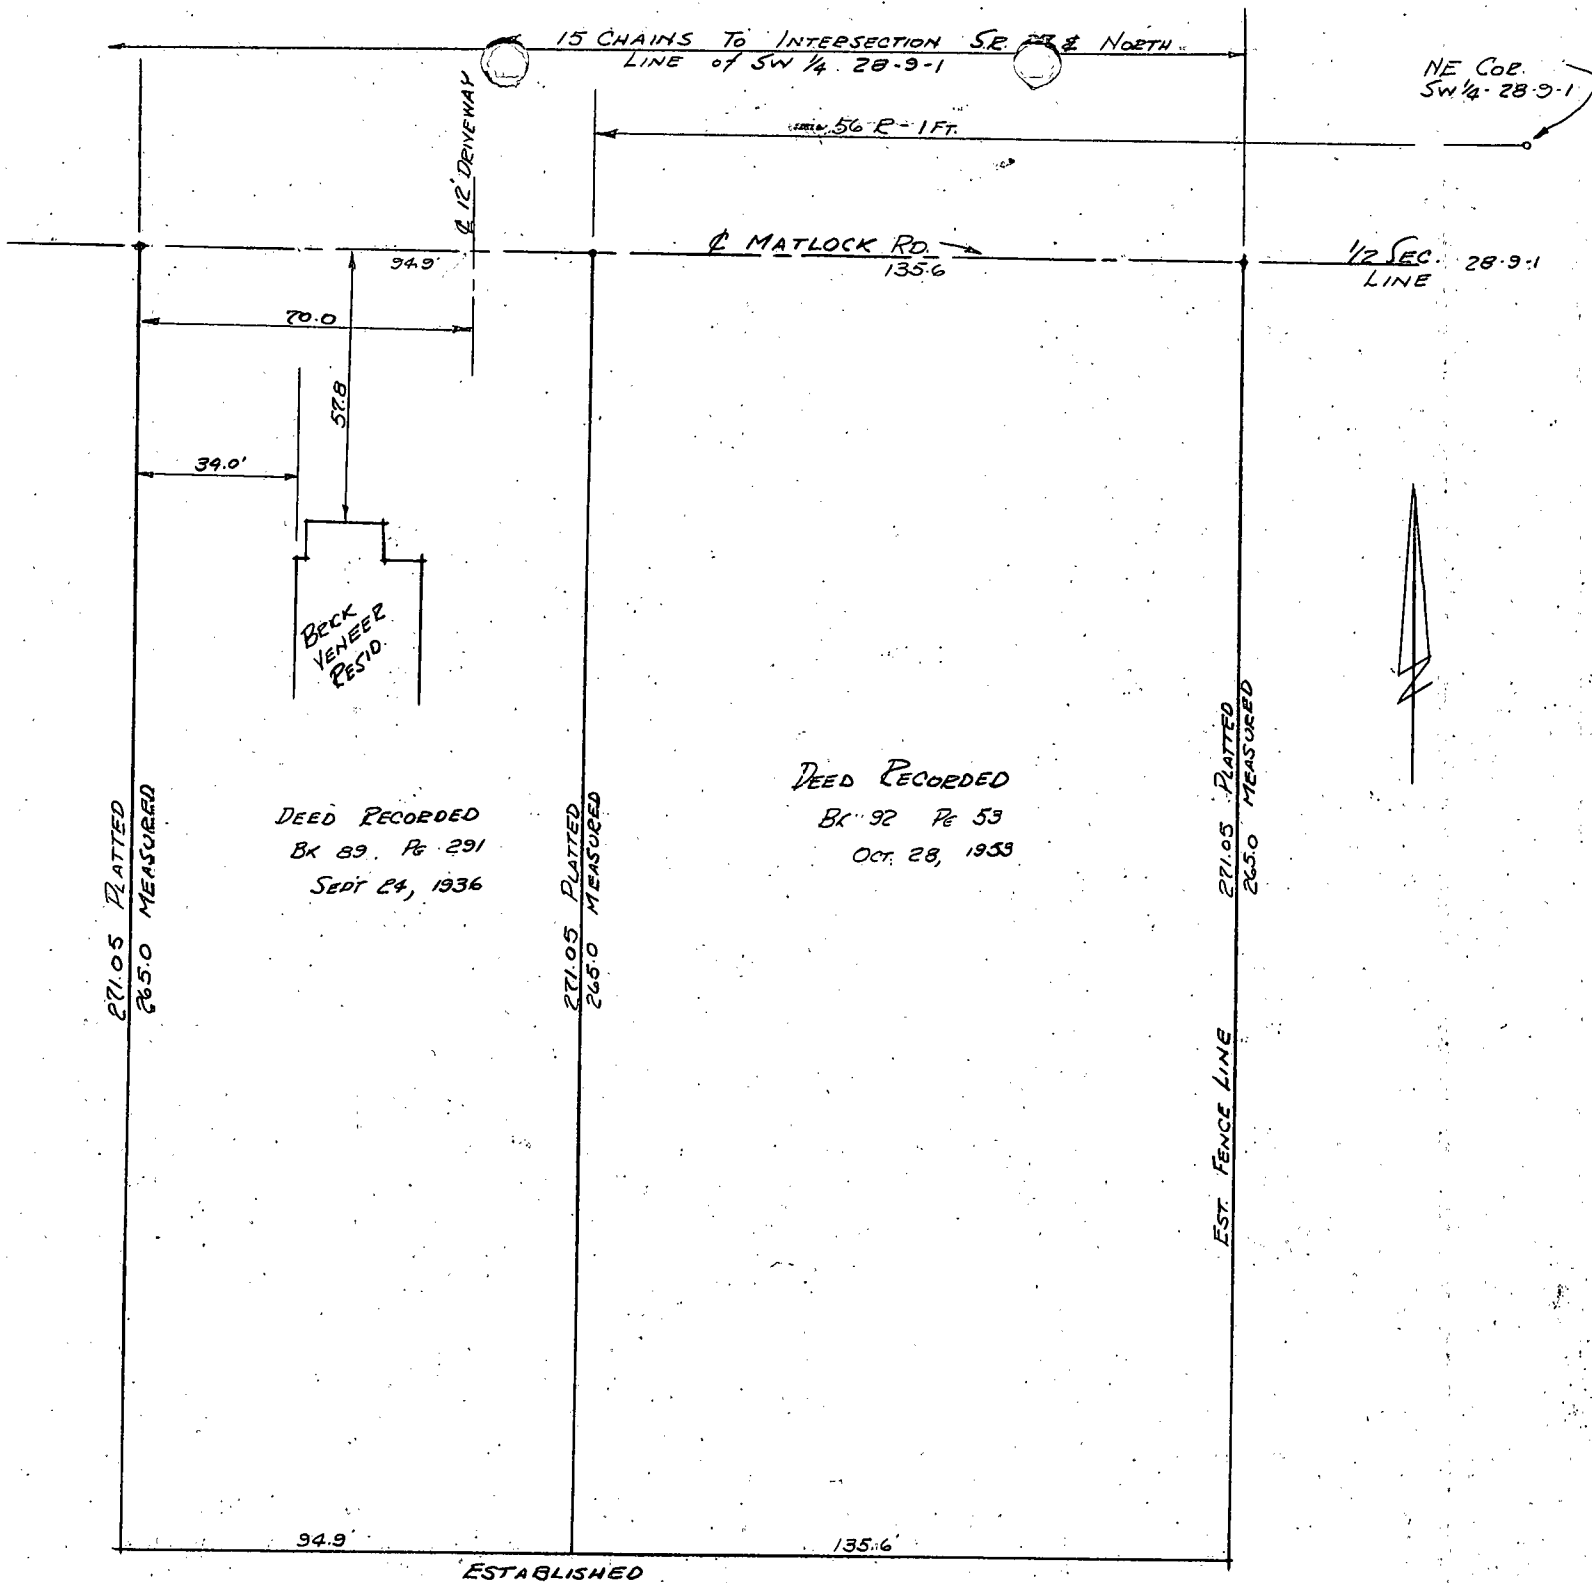 15 CHAINS TO INTERSECTION S.R. & NORTH
LINE of SW 1/4 28-9-1
NE COR.
SW 1/4-28-9-1
56 R-1 FT.
℄ 12' DRIVEWAY
94.9'
℄ MATLOCK RD.
135.6
1/2 SEC. LINE 28-9-1
70.0
57.8
34.0'
BRCK
VENEER
RESID.
DEED RECORDED
BK 89. PG 291
SEPT 24, 1936
DEED RECORDED
BK 92 PG 53
OCT. 28, 1953
271.05 PLATTED
265.0 MEASURED
271.05 PLATTED
265.0 MEASURED
271.05 PLATTED
265.0 MEASURED
EST. FENCE LINE
94.9'
135.6'
ESTABLISHED